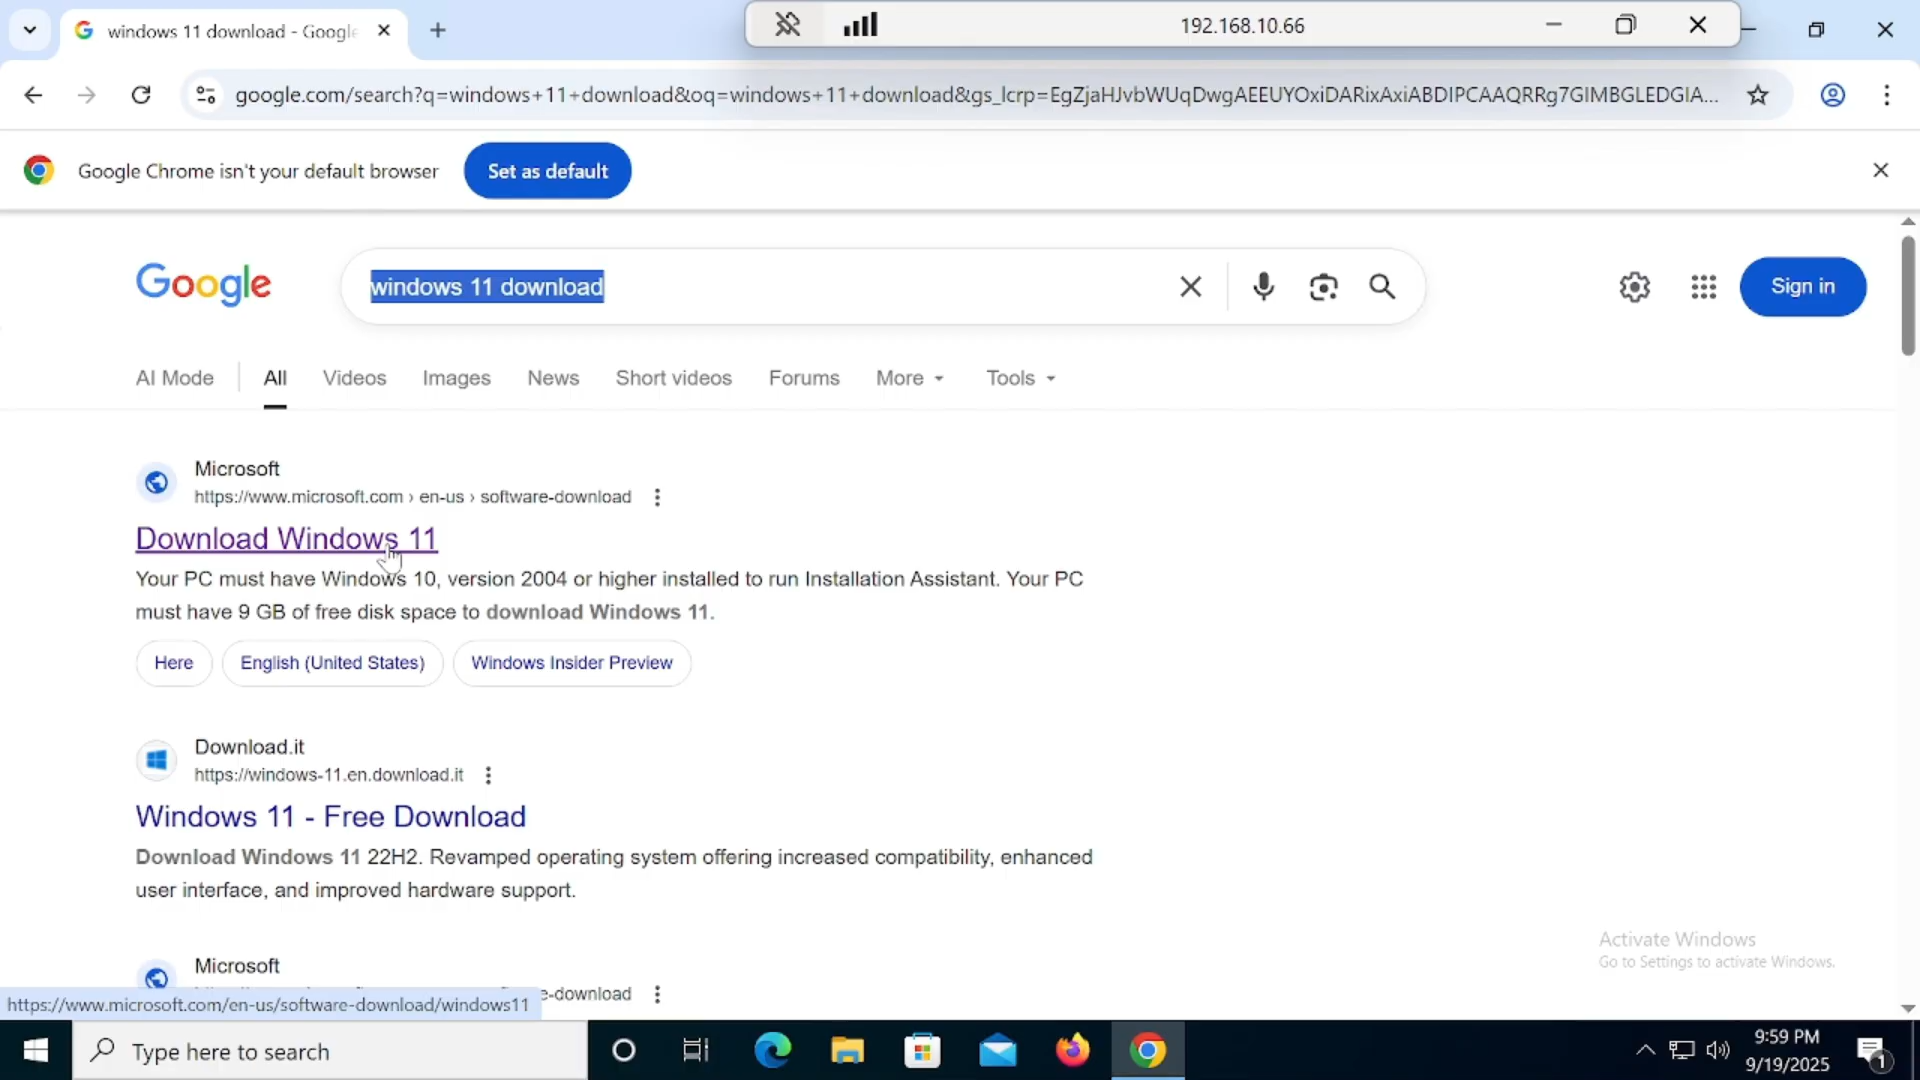 windows 11 download - Google
192.168.10.66
google.com/search?q=windows+11+download&oq=windows+11+download&gs_lcrp=EgZjaHJvbWUqDwgAEEUYOxiDARixAxiABDIPCAAQRRg7GIMBGLEDGIA...
Google Chrome isn't your default browser
Set as default
Google
windows 11 download
Sign in
AI Mode
All
Videos
Images
News
Short videos
Forums
More
Tools
Microsoft
https://www.microsoft.com › en-us › software-download
Download Windows 11
Your PC must have Windows 10, version 2004 or higher installed to run Installation Assistant. Your PC
must have 9 GB of free disk space to download Windows 11.
Here
English (United States)
Windows Insider Preview
Download.it
https://windows-11.en.download.it
Windows 11 - Free Download
Download Windows 11 22H2. Revamped operating system offering increased compatibility, enhanced
user interface, and improved hardware support.
Activate Windows
Go to Settings to activate Windows.
Microsoft
e-download
https://www.microsoft.com/en-us/software-download/windows11
Type here to search
9:59 PM
9/19/2025
1